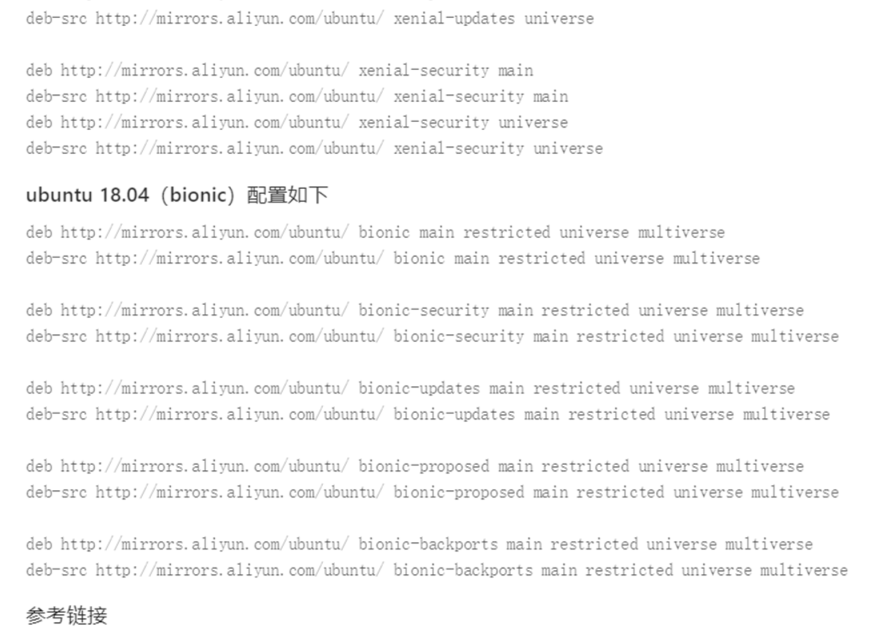 deb-src http://mirrors.aliyun.com/ubuntu/ xenial-updates universe
deb http://mirrors.aliyun.com/ubuntu/ xenial-security main
deb-src http://mirrors.aliyun.com/ubuntu/ xenial-security main
deb http://mirrors.aliyun.com/ubuntu/ xenial-security universe
deb-src http://mirrors.aliyun.com/ubuntu/ xenial-security universe
ubuntu 18.04（bionic）配置如下
deb http://mirrors.aliyun.com/ubuntu/ bionic main restricted universe multiverse
deb-src http://mirrors.aliyun.com/ubuntu/ bionic main restricted universe multiverse
deb http://mirrors.aliyun.com/ubuntu/ bionic-security main restricted universe multiverse
deb-src http://mirrors.aliyun.com/ubuntu/ bionic-security main restricted universe multiverse
deb http://mirrors.aliyun.com/ubuntu/ bionic-updates main restricted universe multiverse
deb-src http://mirrors.aliyun.com/ubuntu/ bionic-updates main restricted universe multiverse
deb http://mirrors.aliyun.com/ubuntu/ bionic-proposed main restricted universe multiverse
deb-src http://mirrors.aliyun.com/ubuntu/ bionic-proposed main restricted universe multiverse
deb http://mirrors.aliyun.com/ubuntu/ bionic-backports main restricted universe multiverse
deb-src http://mirrors.aliyun.com/ubuntu/ bionic-backports main restricted universe multiverse
参考链接